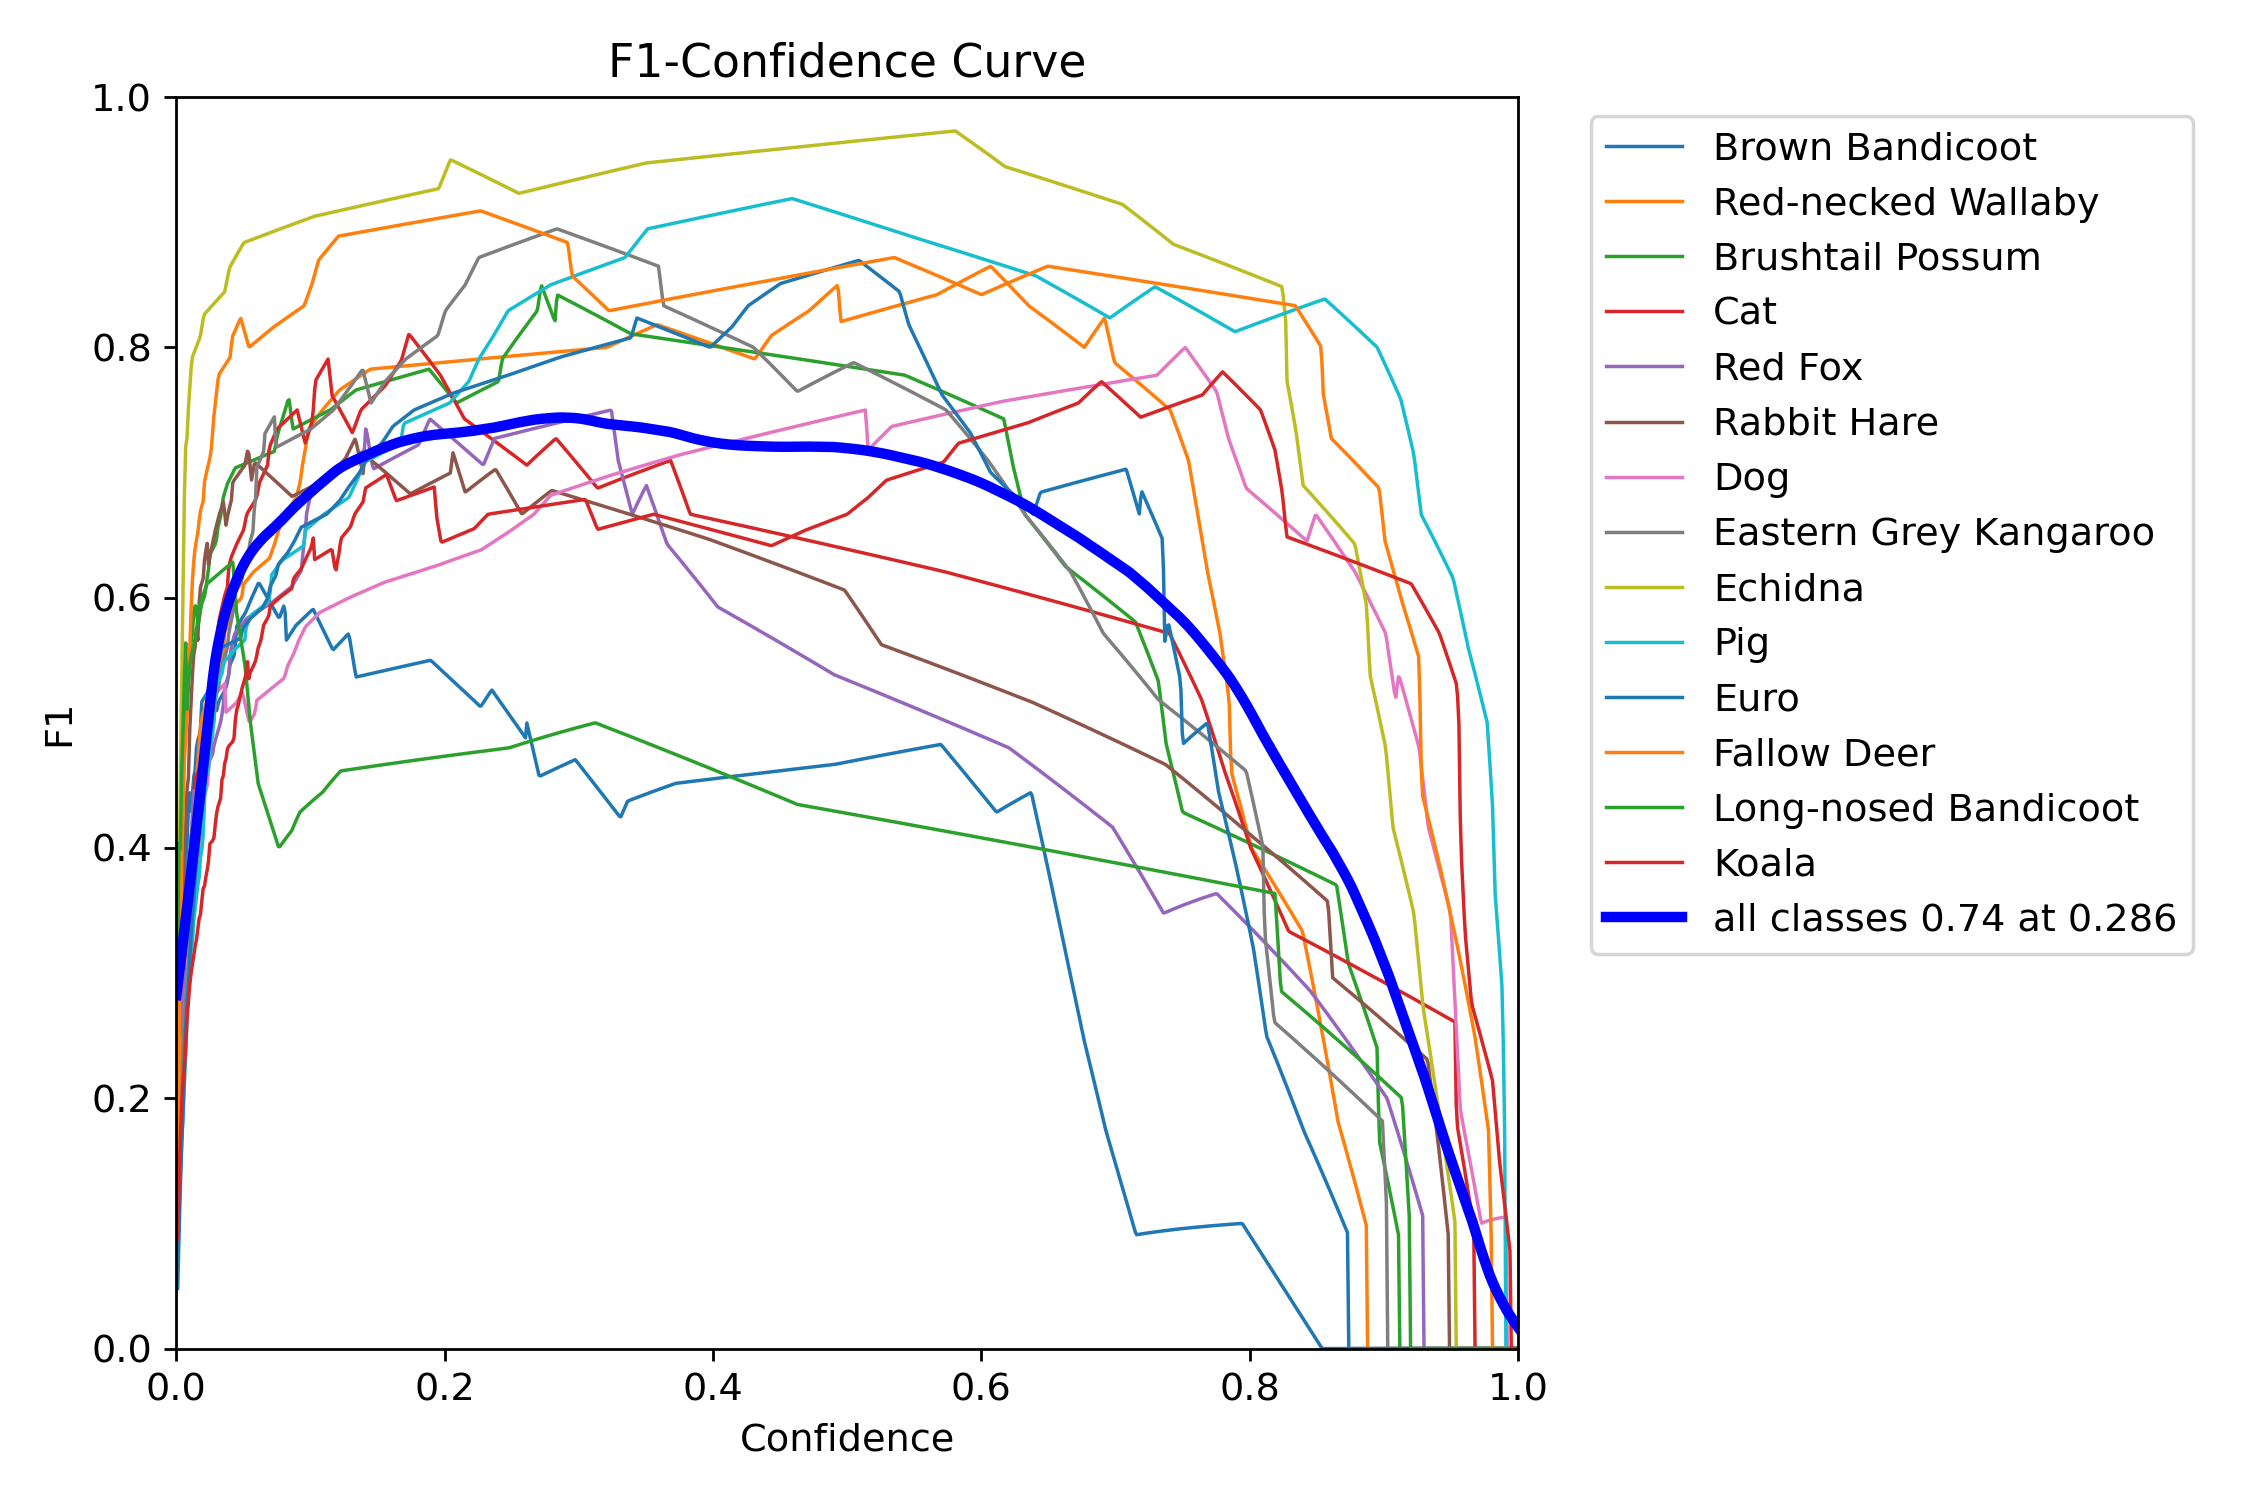 F1-Confidence Curve
1.0
0.8
0.6
0.4
0.2
0.0
F1
0.0 0.2 0.4 0.6 0.8 1.0
Confidence
Brown Bandicoot
Red-necked Wallaby
Brushtail Possum
Cat
Red Fox
Rabbit Hare
Dog
Eastern Grey Kangaroo
Echidna
Pig
Euro
Fallow Deer
Long-nosed Bandicoot
Koala
all classes 0.74 at 0.286